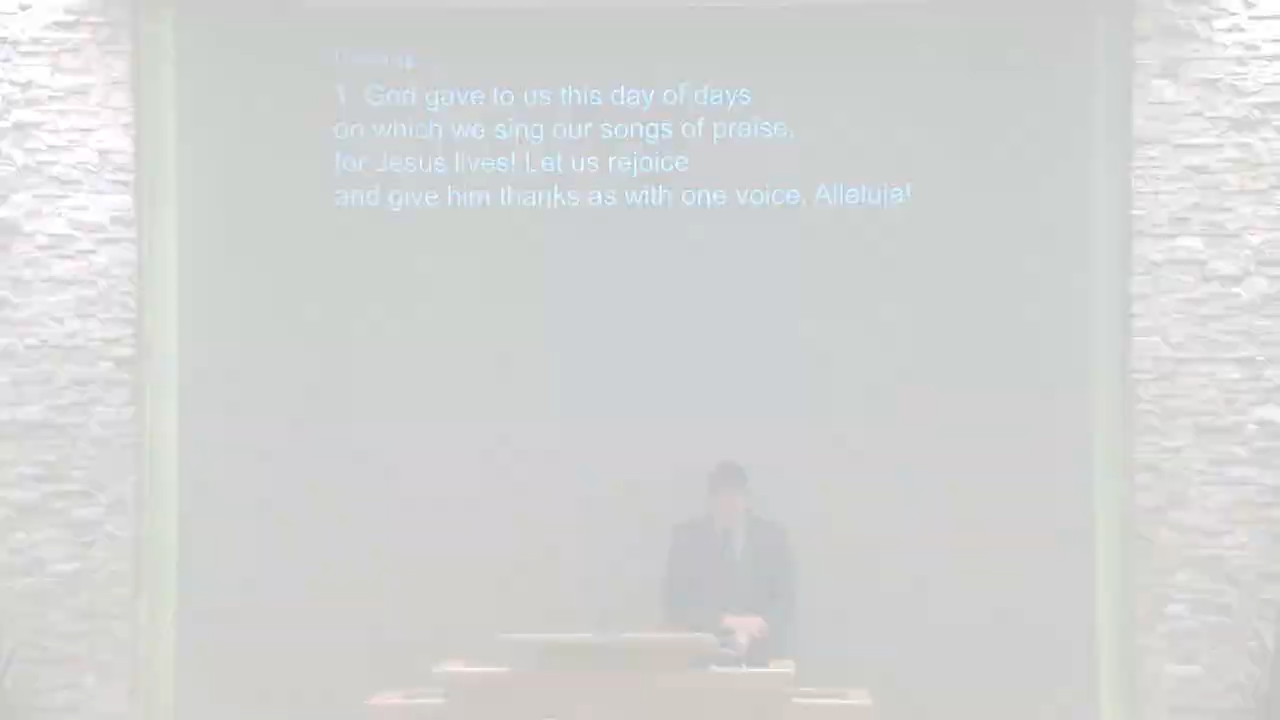 1. God gave to us this day of days
on which we sing our songs of praise,
for Jesus lives! Let us rejoice
and give him thanks as with one voice. Alleluja!